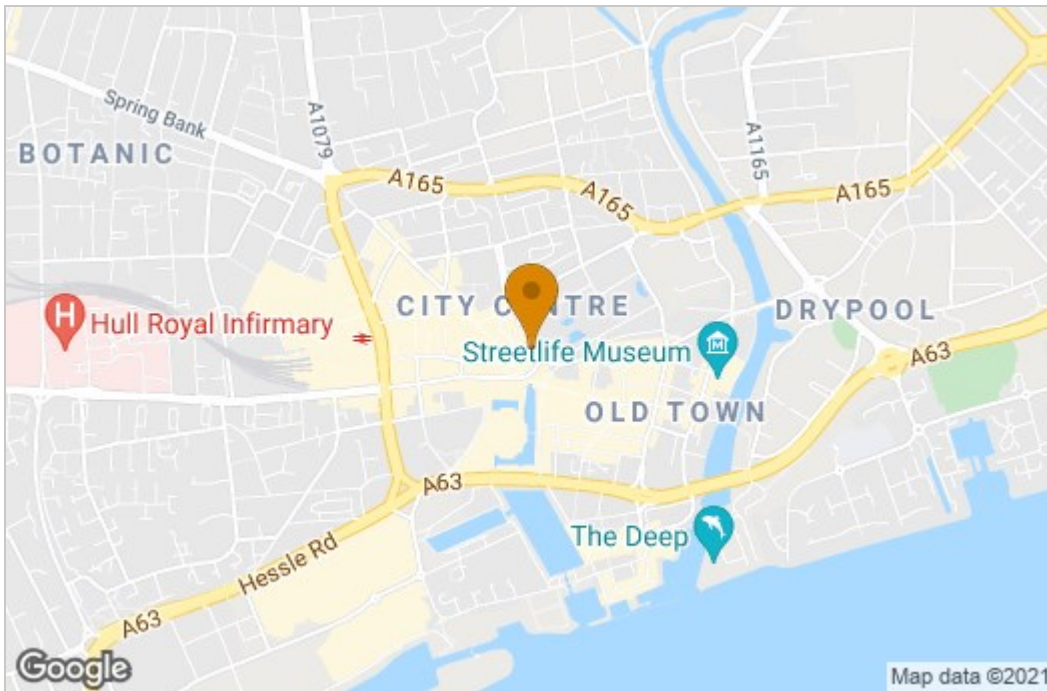 Spring Bank
A1079
A1165
BOTANIC
A165
A165
A165
CITY CENTRE
DRYPOOL
H
Hull Royal Infirmary
Streetlife Museum
M
A63
OLD TOWN
A63
The Deep
Hessle Rd
A63
Google
Map data ©2021